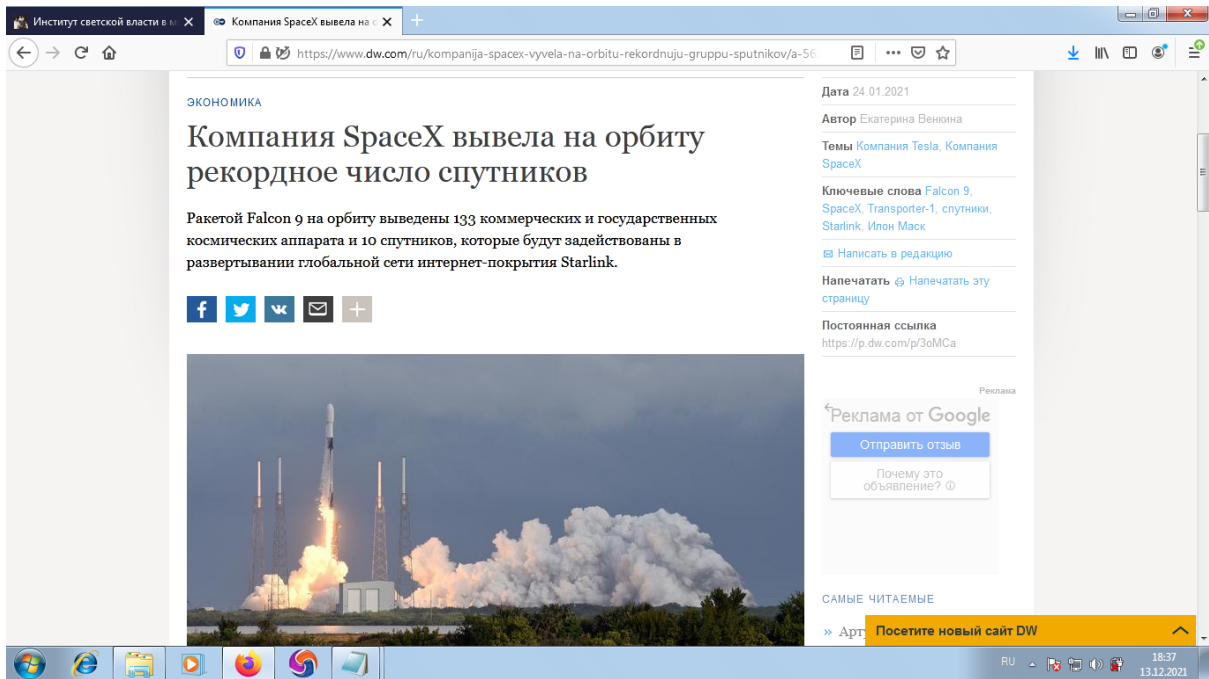 Институт светской власти в м
Компания SpaceX вывела на о
https://www.dw.com/ru/kompanija-spacex-vyvela-na-orbitu-rekordnuju-gruppu-sputnikov/a-56
ЭКОНОМИКА
Компания SpaceX вывела на орбиту
рекордное число спутников
Ракетой Falcon 9 на орбиту выведены 133 коммерческих и государственных
космических аппарата и 10 спутников, которые будут задействованы в
развертывании глобальной сети интернет-покрытия Starlink.
Дата 24.01.2021
Автор Екатерина Венкина
Темы Компания Tesla, Компания
SpaceX
Ключевые слова Falcon 9,
SpaceX, Transporter-1, спутники,
Starlink, Илон Маск
Написать в редакцию
Напечатать Напечатать эту
страницу
Постоянная ссылка
https://p.dw.com/p/3oMCa
Реклама
Реклама от Google
Отправить отзыв
Почему это
объявление?
САМЫЕ ЧИТАЕМЫЕ
» Арт
Посетите новый сайт DW
RU
18:37
13.12.2021